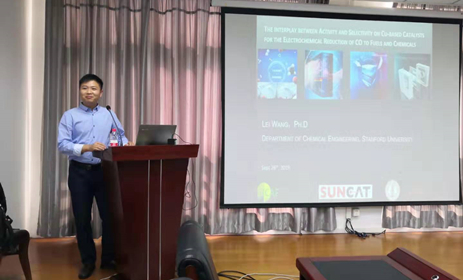 THE INTERPLAY BETWEEN ACTIVITY AND SELECTIVITY ON CU-BASED CATALYSTS
FOR THE ELECTROCHEMICAL REDUCTION OF CO TO FUELS AND CHEMICALS
WANG, PH.D
DEPARTMENT OF CHEMICAL ENGINEERING, STANFORD UNIVERSITY
SUNCAT